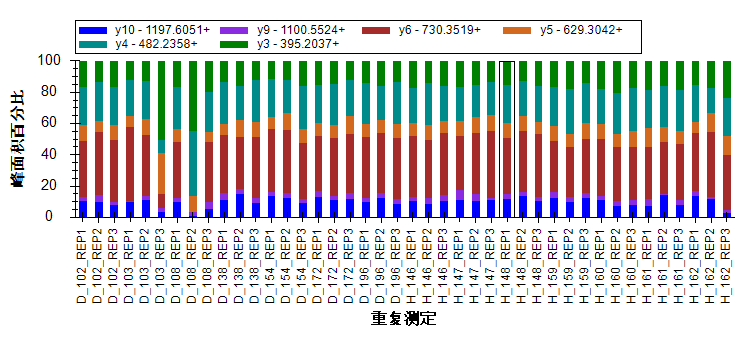 y10 - 1197.6051+ y9 - 1100.5524+ y6 - 730.3519+ y5 - 629.3042+
y4 - 482.2358+ y3 - 395.2037+
100
80
60
40
20
0
峰面积百分比
D_102_REP1
D_102_REP2
D_102_REP3
D_103_REP1
D_103_REP2
D_103_REP3
D_108_REP1
D_108_REP2
D_108_REP3
D_138_REP1
D_138_REP2
D_138_REP3
D_154_REP1
D_154_REP2
D_154_REP3
D_172_REP1
D_172_REP2
D_172_REP3
D_196_REP1
D_196_REP2
D_196_REP3
H_146_REP1
H_146_REP2
H_146_REP3
H_147_REP1
H_147_REP2
H_147_REP3
H_148_REP1
H_148_REP2
H_148_REP3
H_159_REP1
H_159_REP2
H_159_REP3
H_160_REP1
H_160_REP2
H_160_REP3
H_161_REP1
H_161_REP2
H_161_REP3
H_162_REP1
H_162_REP2
H_162_REP3
重复测定